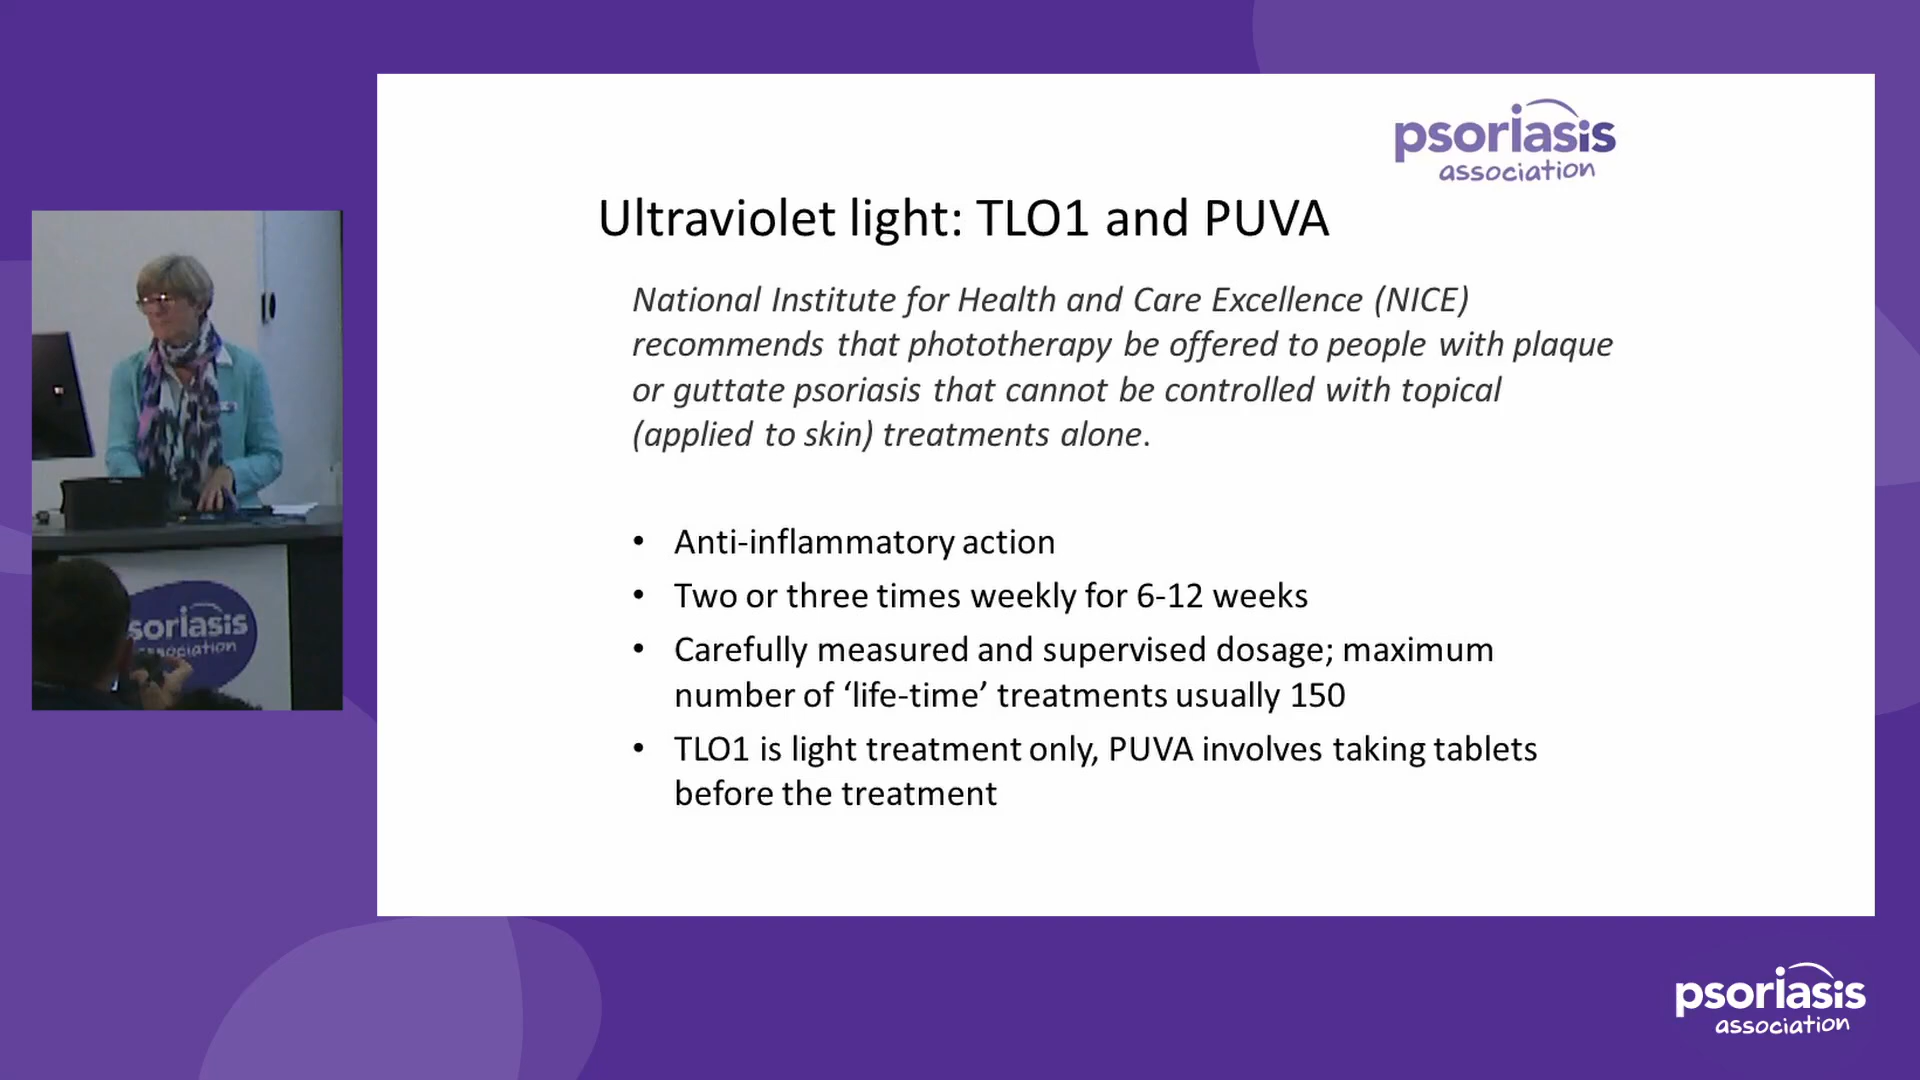 psoriasis
association
Ultraviolet light: TLO1 and PUVA
National Institute for Health and Care Excellence (NICE)
recommends that phototherapy be offered to people with plaque
or guttate psoriasis that cannot be controlled with topical
(applied to skin) treatments alone.
• Anti-inflammatory action
• Two or three times weekly for 6-12 weeks
• Carefully measured and supervised dosage; maximum
number of ‘life-time’ treatments usually 150
• TLO1 is light treatment only, PUVA involves taking tablets
before the treatment
soriasis
association
psoriasis
association